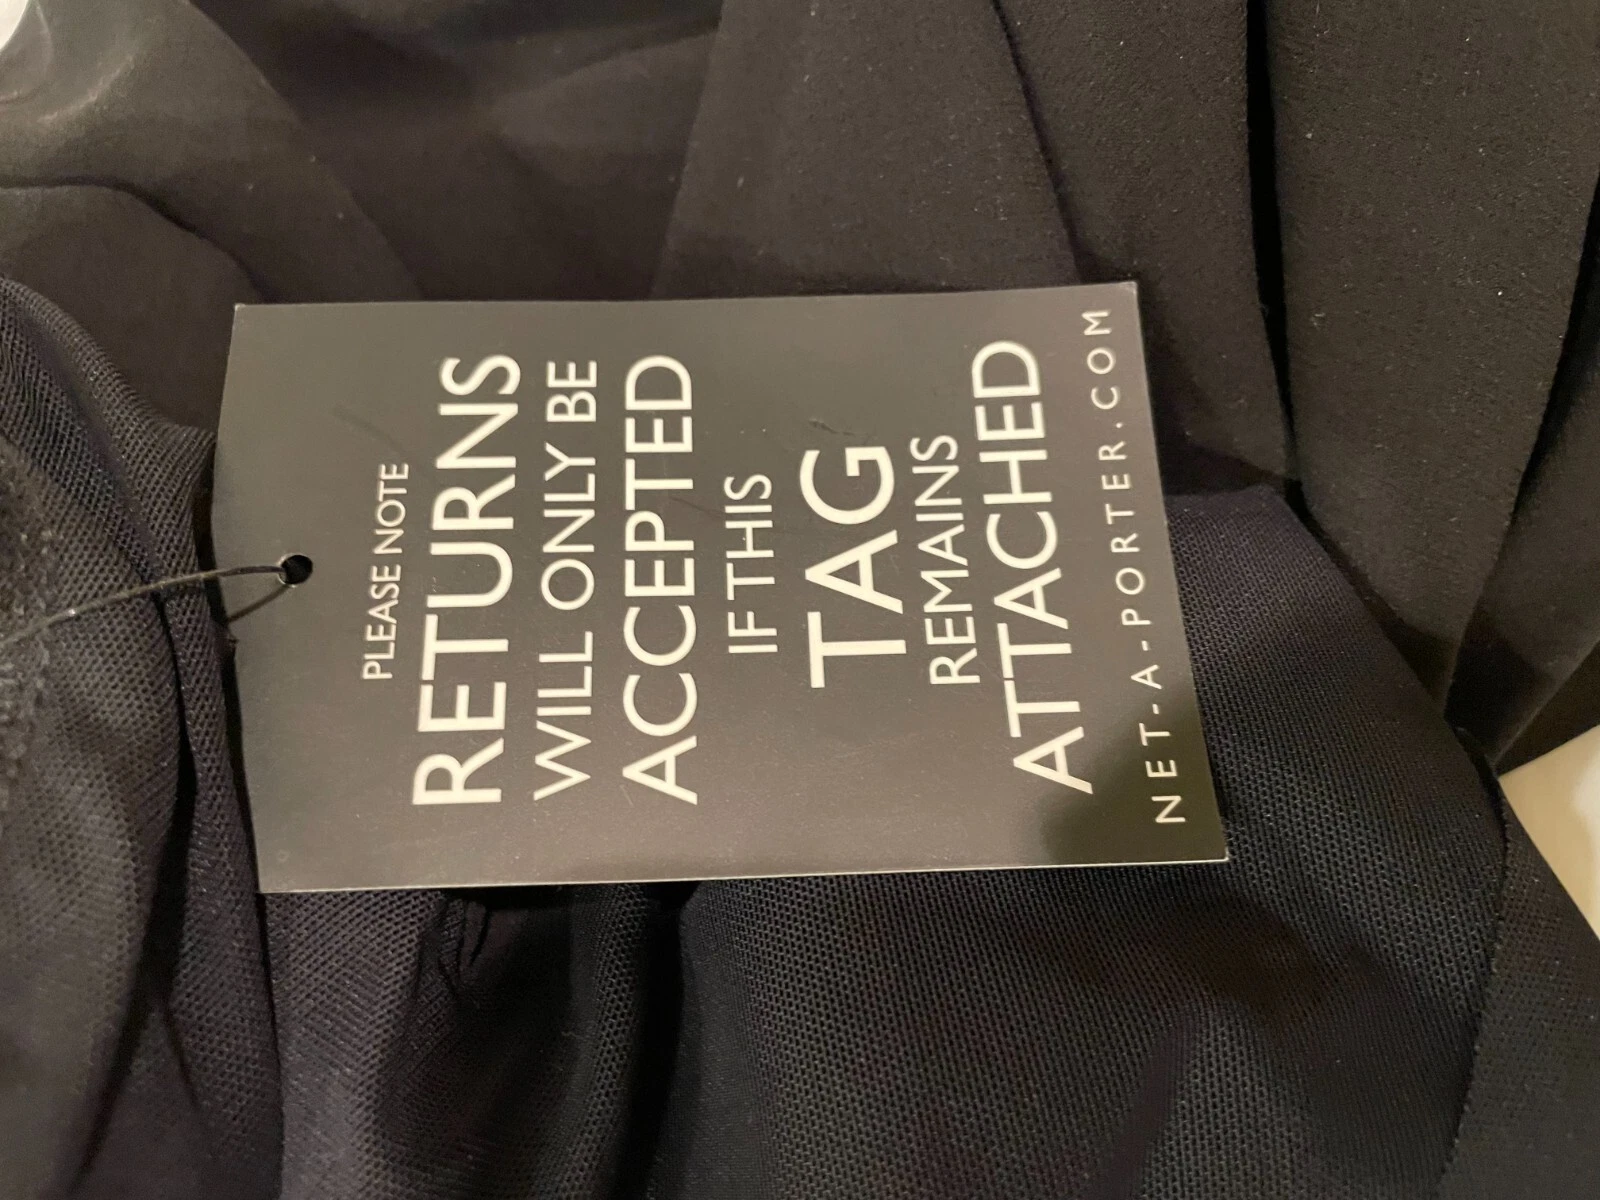 PLEASE NOTE
RETURNS
WILL ONLY BE
ACCEPTED
IF THIS
TAG
REMAINS
ATTACHED
NET-A-PORTER.COM